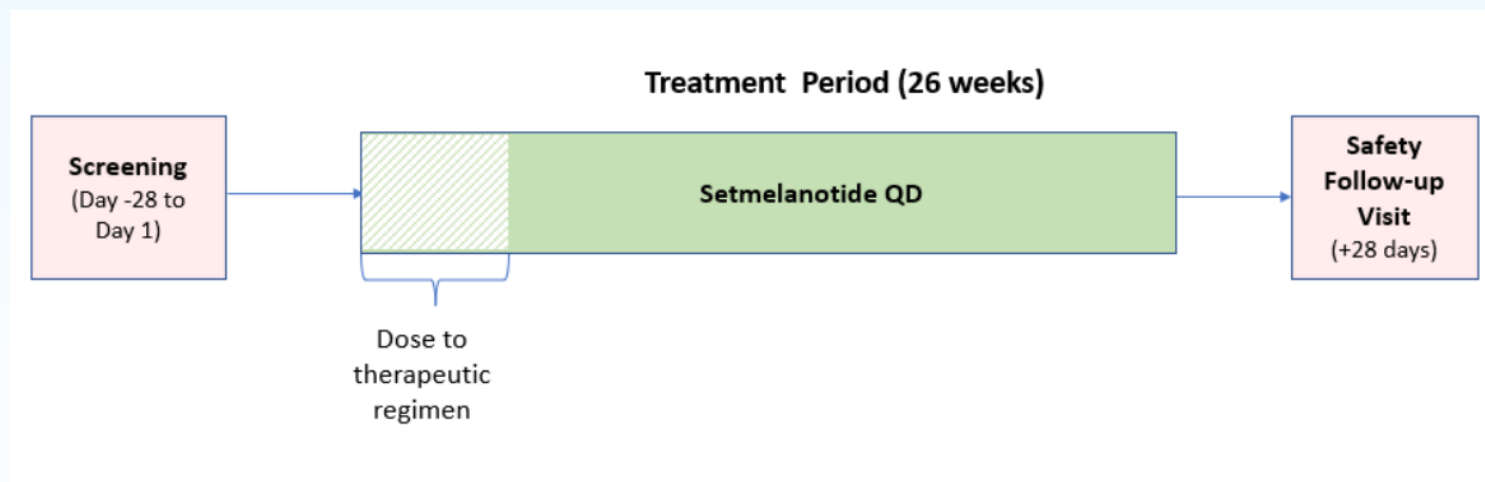 Treatment Period (26 weeks)
Screening
(Day -28 to
Day 1)
Setmelanotide QD
Safety
Follow-up
Visit
(+28 days)
Dose to
therapeutic
regimen